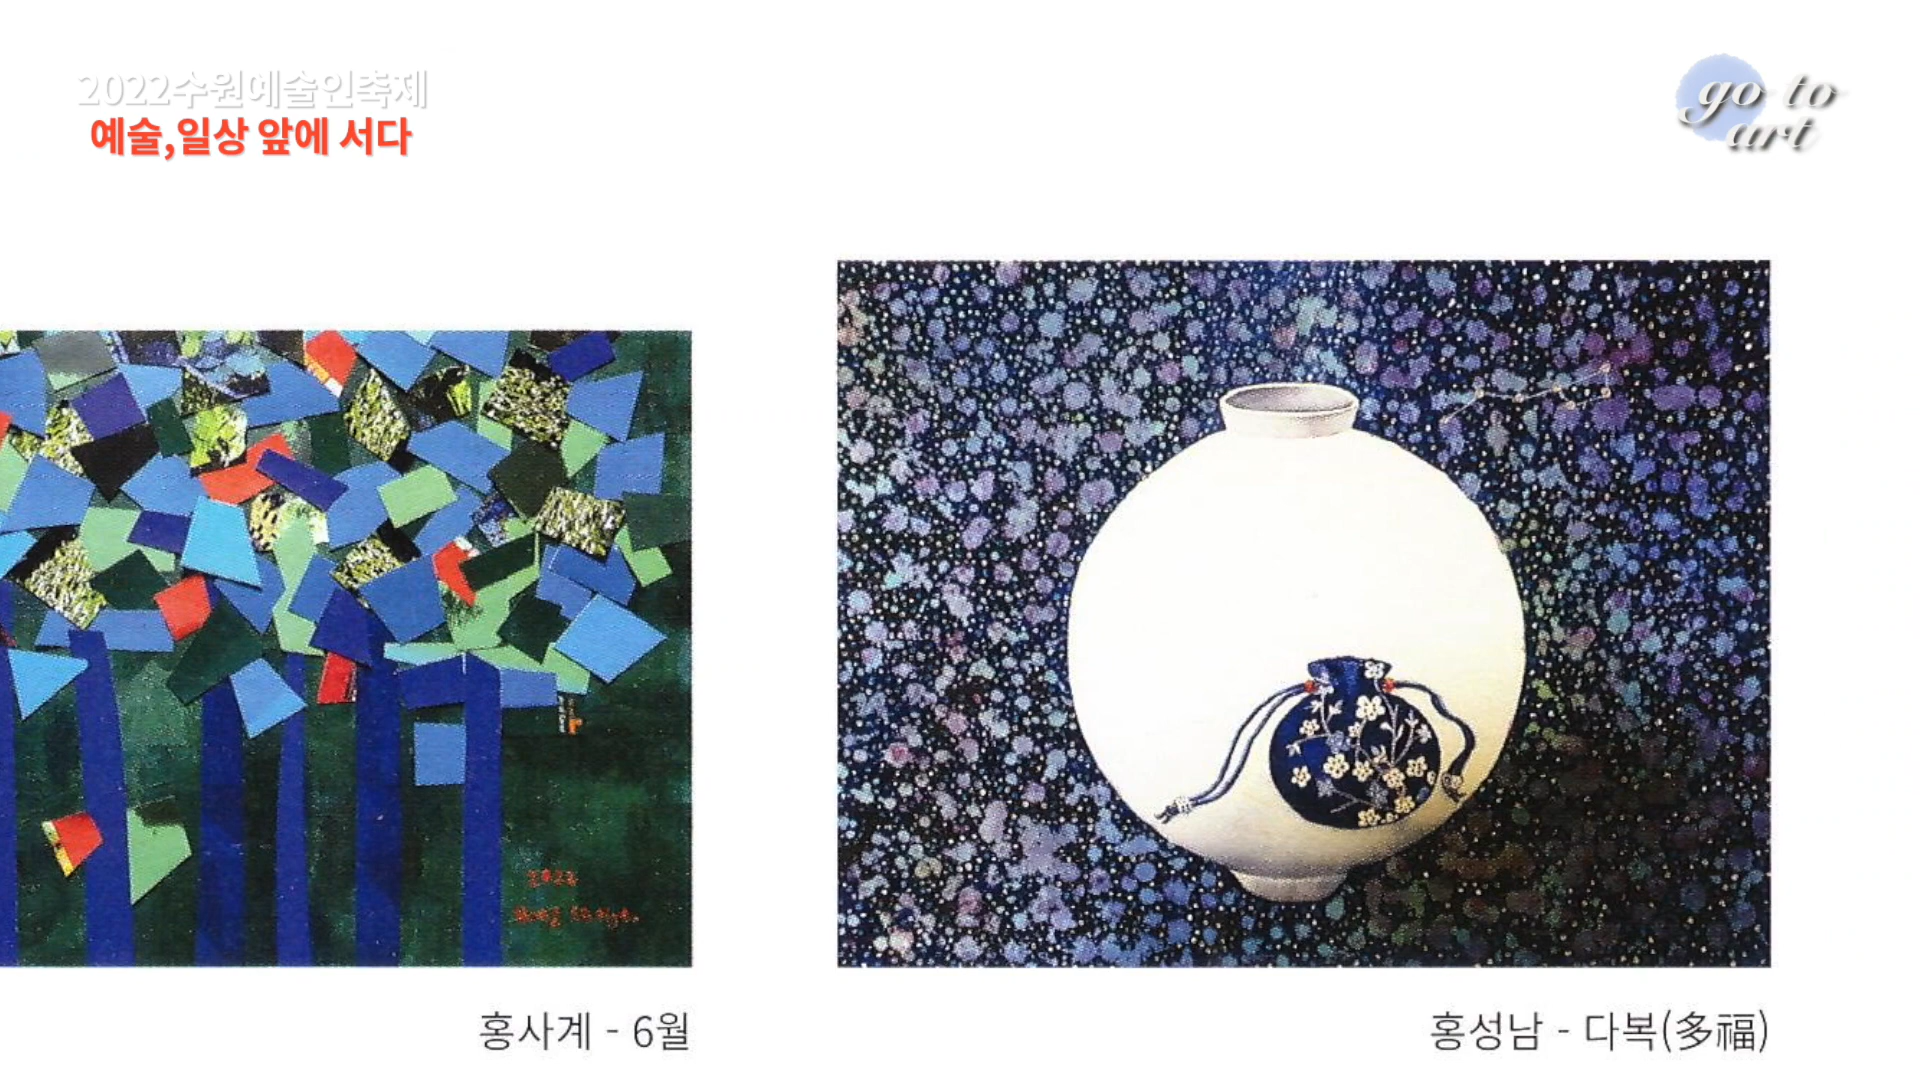 2022수원예술인축제
예술,일상 앞에 서다
go to
art
2022
홍사계 - 6월
홍성남 - 다복(多福)